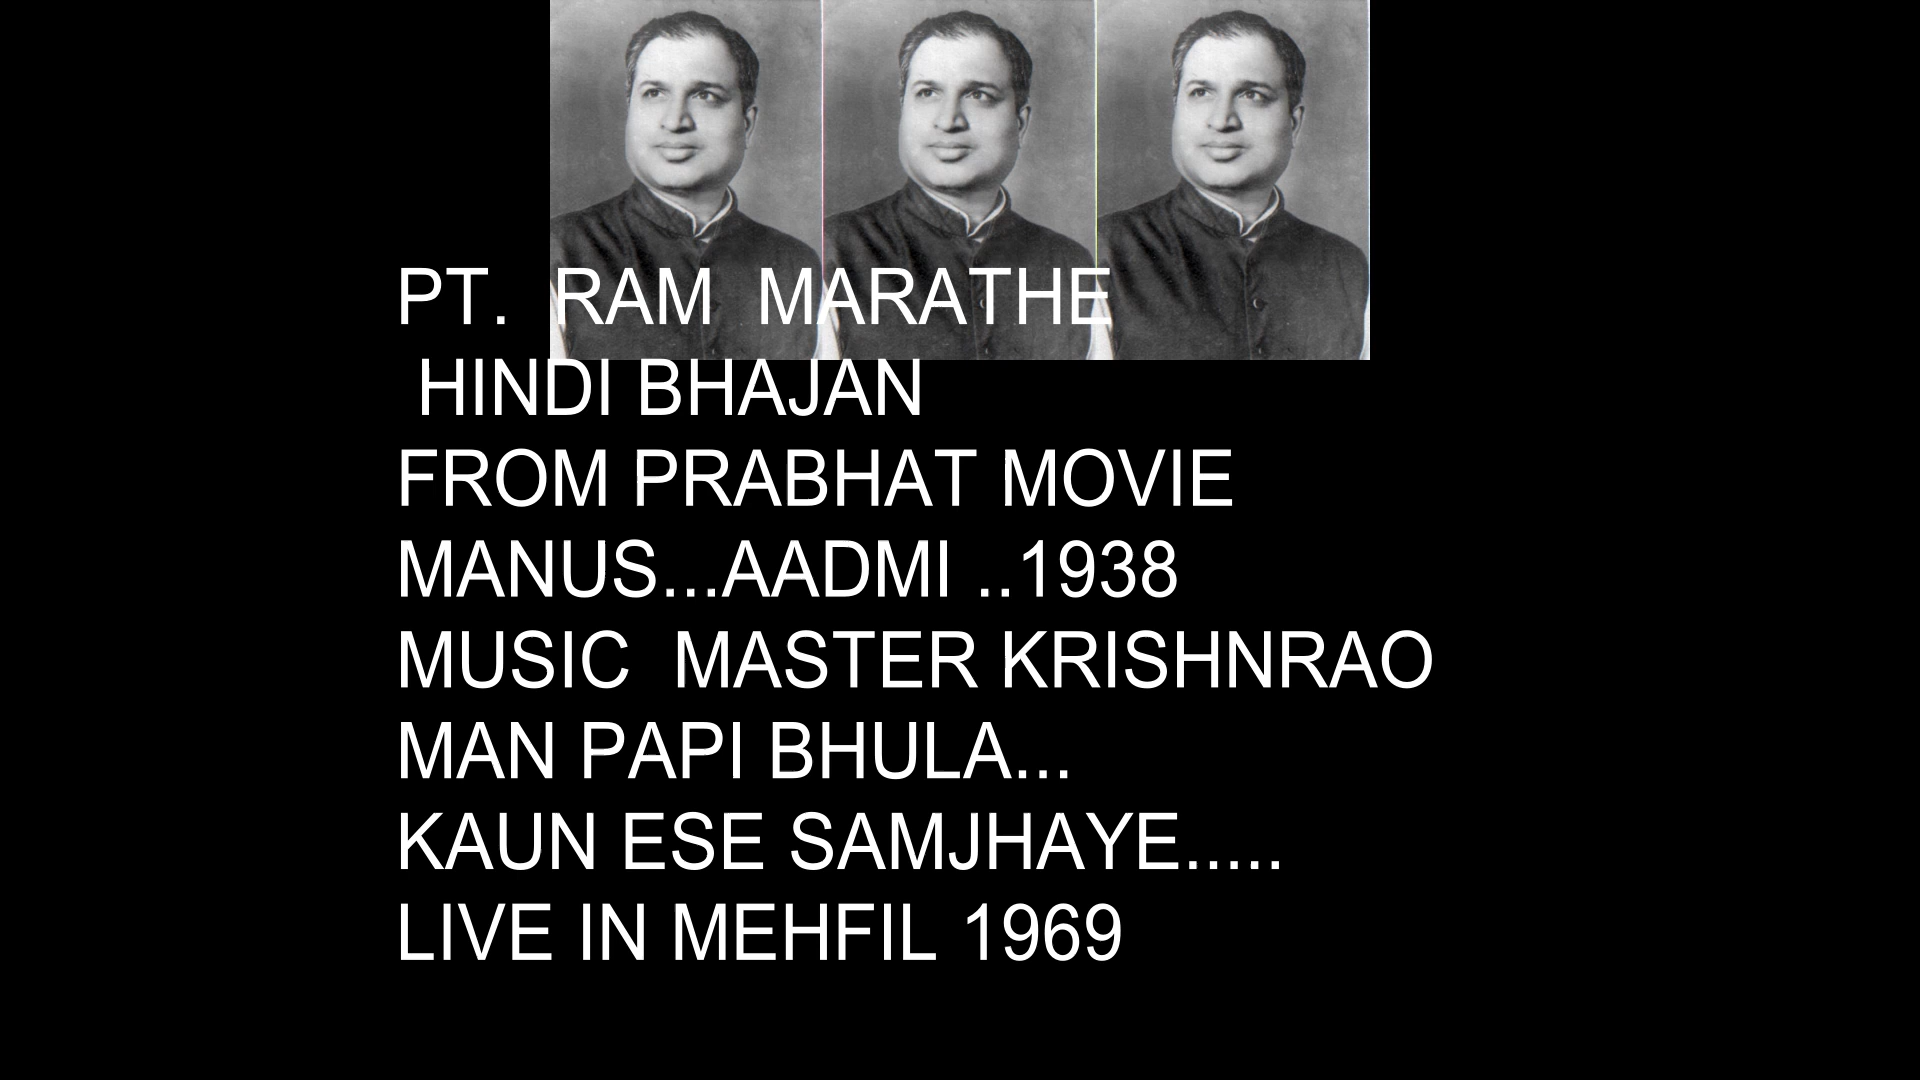 PT. RAM MARATHE
HINDI BHAJAN
FROM PRABHAT MOVIE
MANUS...AADMI ..1938
MUSIC MASTER KRISHNRAO
MAN PAPI BHULA...
KAUN ESE SAMJHAYE.....
LIVE IN MEHFIL 1969